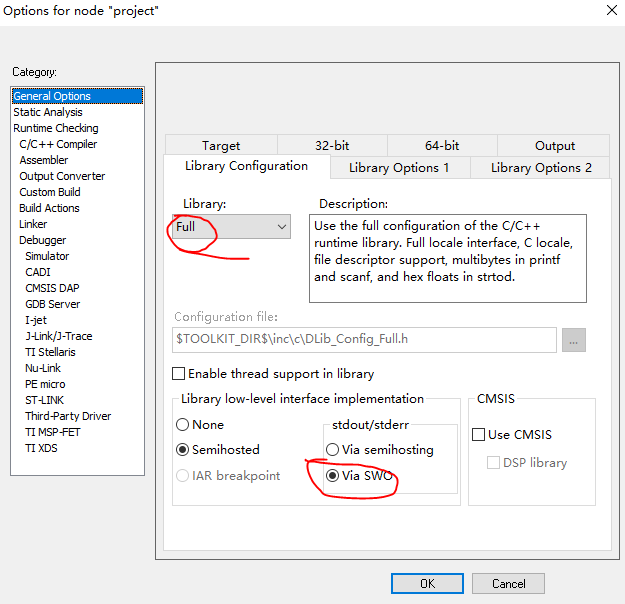 Options for node "project"
Category:
General Options
Static Analysis
Runtime Checking
C/C++ Compiler
Assembler
Output Converter
Custom Build
Build Actions
Linker
Debugger
Simulator
CADI
CMSIS DAP
GDB Server
I-jet
J-Link/J-Trace
TI Stellaris
Nu-Link
PE micro
ST-LINK
Third-Party Driver
TI MSP-FET
TI XDS
Target
32-bit
64-bit
Output
Library Configuration
Library Options 1
Library Options 2
Library:
Full
Description:
Use the full configuration of the C/C++
runtime library. Full locale interface, C locale,
file descriptor support, multibytes in printf
and scanf, and hex floats in strtod.
Configuration file:
$TOOLKIT_DIR$\inc\c\DLib_Config_Full.h
...
Enable thread support in library
Library low-level interface implementation
None
Semihosted
IAR breakpoint
stdout/stderr
Via semihosting
Via SWO
CMSIS
Use CMSIS
DSP library
OK
Cancel